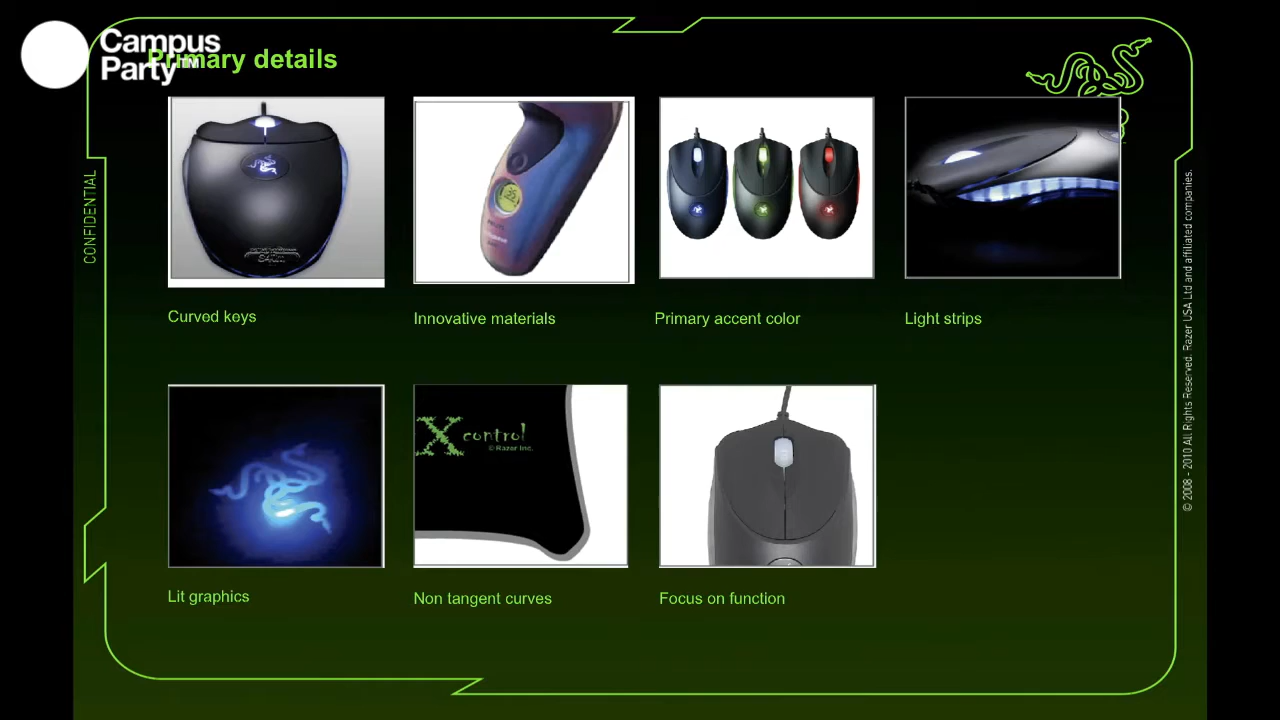 Campus
Party™
Primary details
CONFIDENTIAL
© 2008 - 2010 All Rights Reserved. Razer USA Ltd and affiliated companies.
Curved keys
Innovative materials
Primary accent color
Light strips
X control
© Razer Inc.
Lit graphics
Non tangent curves
Focus on function